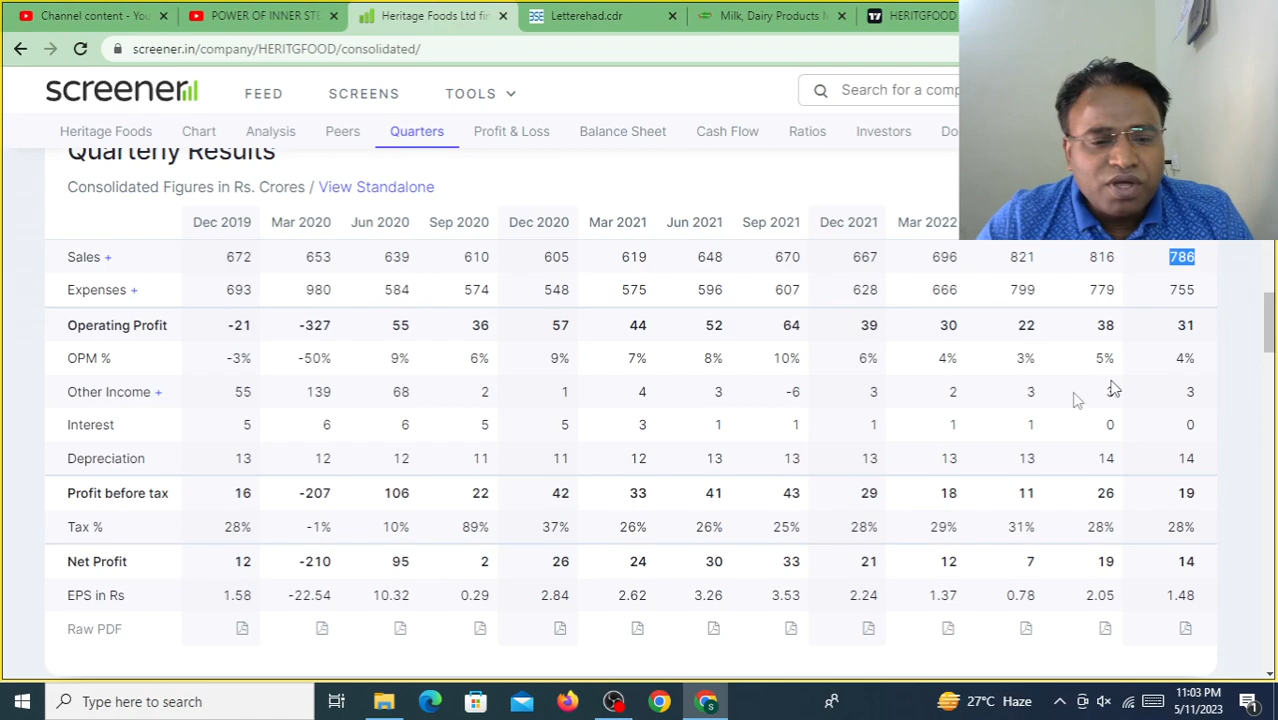 Channel content - You
POWER OF INNER STE
Heritage Foods Ltd fin
BSE Letterehad.cdr
Milk, Dairy Products M
HERITGFOOD
screener.in/company/HERITGFOOD/consolidated/
screener
FEED SCREENS TOOLS
Search for a comp
Heritage Foods Chart Analysis Peers Quarters Profit & Loss Balance Sheet Cash Flow Ratios Investors Do
Quarterly Results
Consolidated Figures in Rs. Crores / View Standalone
Dec 2019 Mar 2020 Jun 2020 Sep 2020 Dec 2020 Mar 2021 Jun 2021 Sep 2021 Dec 2021 Mar 2022
Sales + 672 653 639 610 605 619 648 670 667 696 821 816 786
Expenses + 693 980 584 574 548 575 596 607 628 666 799 779 755
Operating Profit -21 -327 55 36 57 44 52 64 39 30 22 38 31
OPM % -3% -50% 9% 6% 9% 7% 8% 10% 6% 4% 3% 5% 4%
Other Income + 55 139 68 2 1 4 3 -6 3 2 3 3 3
Interest 5 6 6 5 5 3 1 1 1 1 1 0 0
Depreciation 13 12 12 11 11 12 13 13 13 13 13 14 14
Profit before tax 16 -207 106 22 42 33 41 43 29 18 11 26 19
Tax % 28% -1% 10% 89% 37% 26% 26% 25% 28% 29% 31% 28% 28%
Net Profit 12 -210 95 2 26 24 30 33 21 12 7 19 14
EPS in Rs 1.58 -22.54 10.32 0.29 2.84 2.62 3.26 3.53 2.24 1.37 0.78 2.05 1.48
Raw PDF
Type here to search
27°C Haze
11:03 PM
5/11/2023